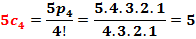 5c₄ = 5p₄/4! = 5.4.3.2.1/4.3.2.1 = 5